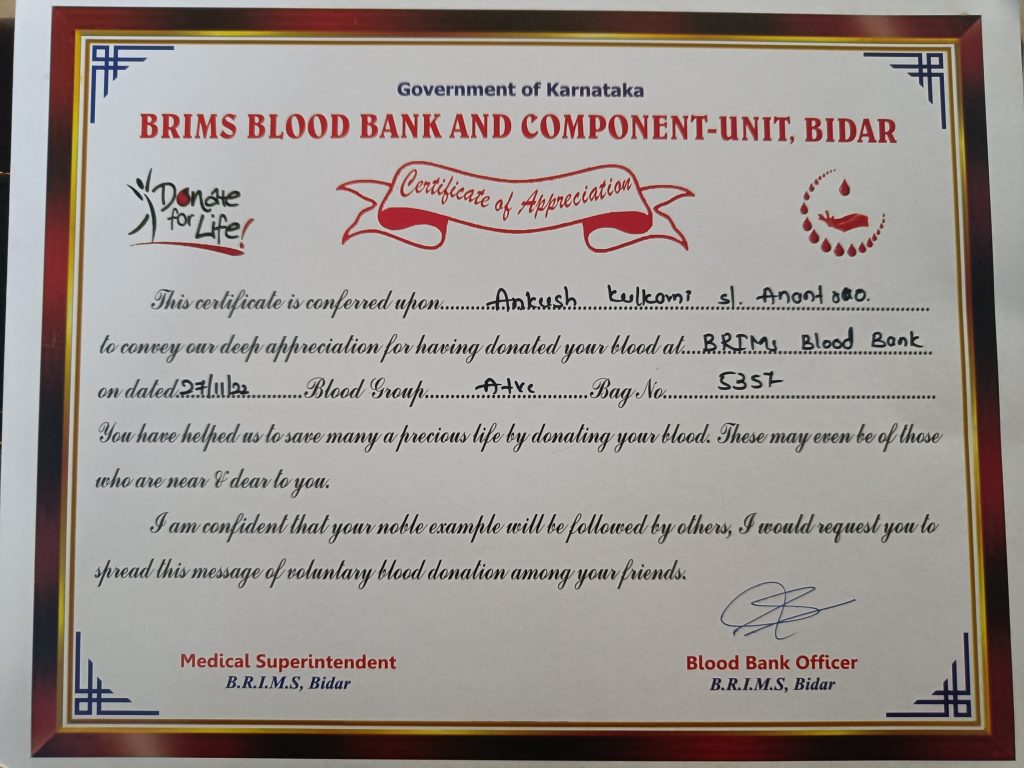 Government of Karnataka
BRIMS BLOOD BANK AND COMPONENT-UNIT, BIDAR
Donate for Life!
Certificate of Appreciation
This certificate is conferred upon Ankush Kulkarni s/. Anant rao.
to convey our deep appreciation for having donated your blood at BRIMs Blood Bank
on dated 27/11/22 Blood Group A+ve Bag No. 5357
You have helped us to save many a precious life by donating your blood. These may even be of those
who are near & dear to you.
I am confident that your noble example will be followed by others, I would request you to
spread this message of voluntary blood donation among your friends.
Medical Superintendent
B.R.I.M.S, Bidar
Blood Bank Officer
B.R.I.M.S, Bidar